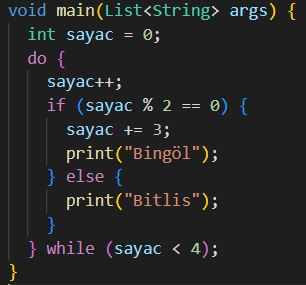 void main(List<String> args) {
  int sayac = 0;
  do {
    sayac++;
    if (sayac % 2 == 0) {
      sayac += 3;
      print("Bingöl");
    } else {
      print("Bitlis");
    }
  } while (sayac < 4);
}